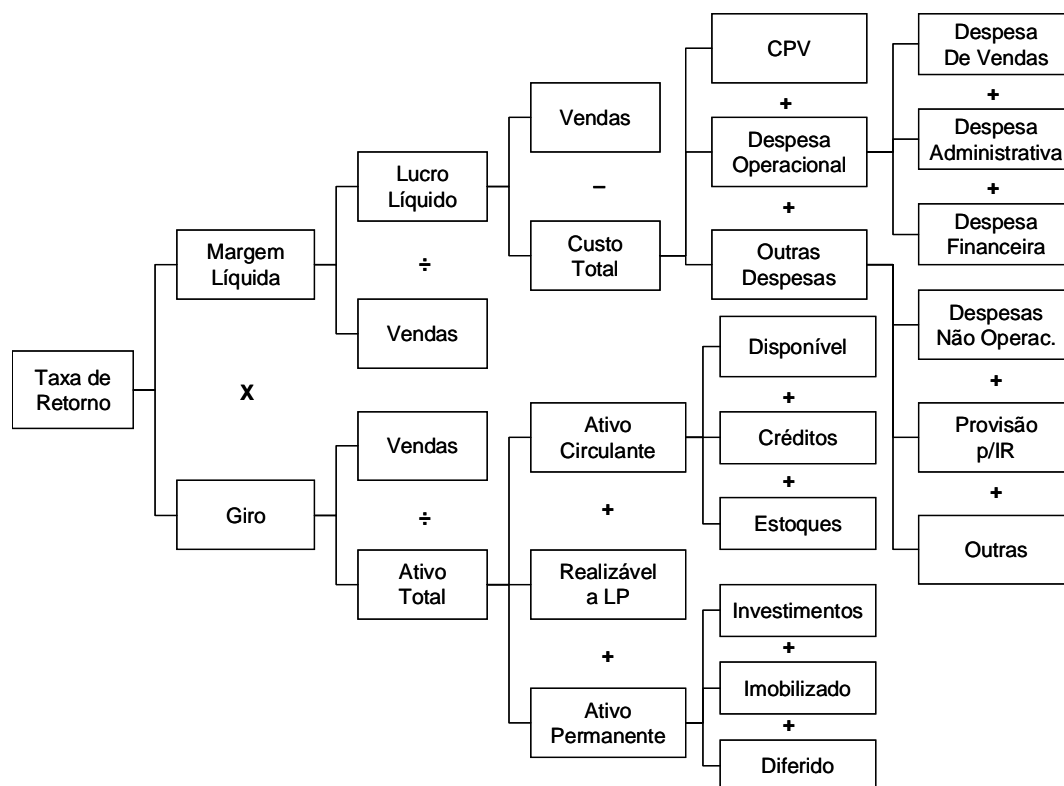 Taxa de
Retorno
Margem
Líquida
X
Giro
Lucro
Líquido
÷
Vendas
Vendas
÷
Ativo
Total
Vendas
–
Custo
Total
Ativo
Circulante
+
Realizável
a LP
+
Ativo
Permanente
CPV
+
Despesa
Operacional
+
Outras
Despesas
Disponível
+
Créditos
+
Estoques
Investimentos
+
Imobilizado
+
Diferido
Despesa
De Vendas
+
Despesa
Administrativa
+
Despesa
Financeira
Despesas
Não Operac.
+
Provisão
p/IR
+
Outras